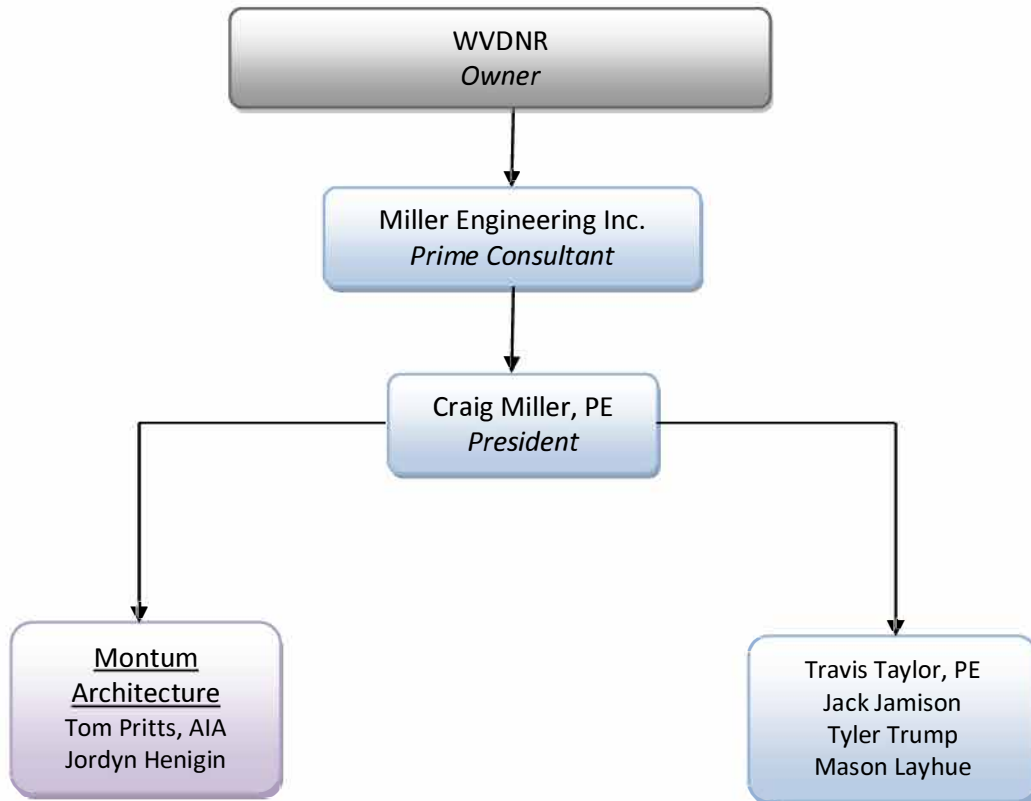 WVDNR
Owner
Miller Engineering Inc.
Prime Consultant
Craig Miller, PE
President
Montum
Architecture
Tom Pritts, AIA
Jordyn Henigin
Travis Taylor, PE
Jack Jamison
Tyler Trump
Mason Layhue